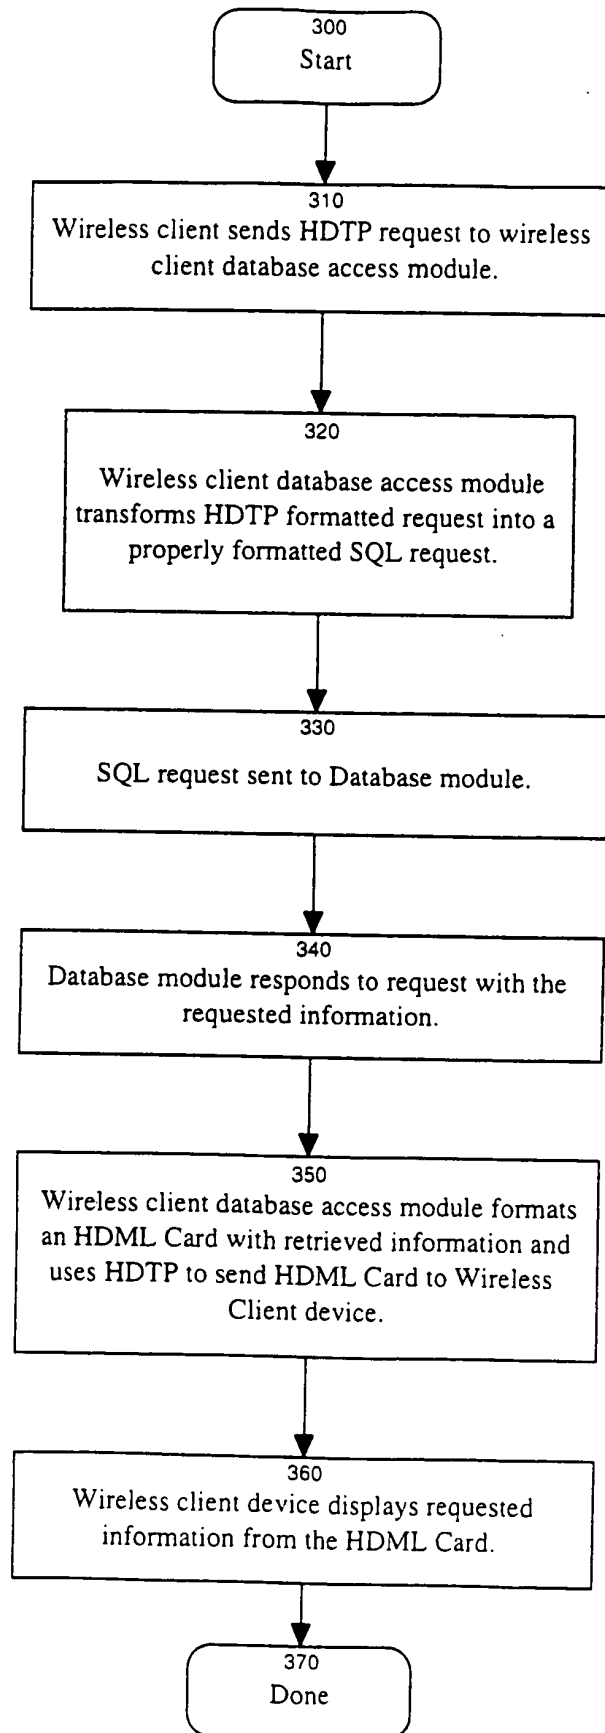 300
Start
310
Wireless client sends HDTP request to wireless
client database access module.
320
Wireless client database access module
transforms HDTP formatted request into a
properly formatted SQL request.
330
SQL request sent to Database module.
340
Database module responds to request with the
requested information.
350
Wireless client database access module formats
an HDML Card with retrieved information and
uses HDTP to send HDML Card to Wireless
Client device.
360
Wireless client device displays requested
information from the HDML Card.
370
Done